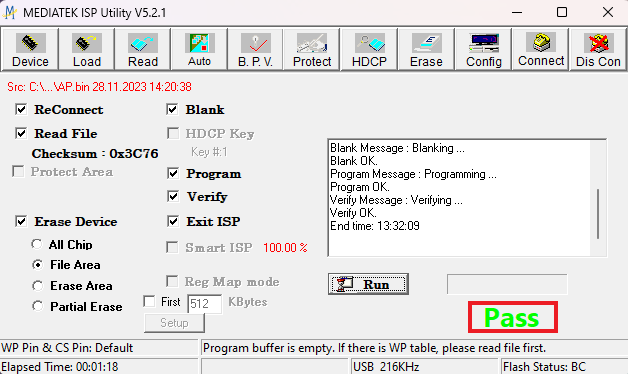 MEDIATEK ISP Utility V5.2.1
Device Load Read Auto B. P. V. Protect HDCP Erase Config Connect Dis Con
Src: C:\...\AP.bin 28.11.2023 14:20:38
ReConnect
Read File
Checksum : 0x3C76
Protect Area
Erase Device
All Chip
File Area
Erase Area
Partial Erase
Blank
HDCP Key
Key #:1
Program
Verify
Exit ISP
Smart ISP 100.00 %
Reg Map mode
First 512 KBytes
Setup
Blank Message : Blanking ...
Blank OK.
Program Message : Programming ...
Program OK.
Verify Message : Verifying ...
Verify OK.
End time: 13:32:09
Run
Pass
WP Pin & CS Pin: Default Program buffer is empty. If there is WP table, please read file first.
Elapsed Time: 00:01:18 USB 216KHz Flash Status: BC